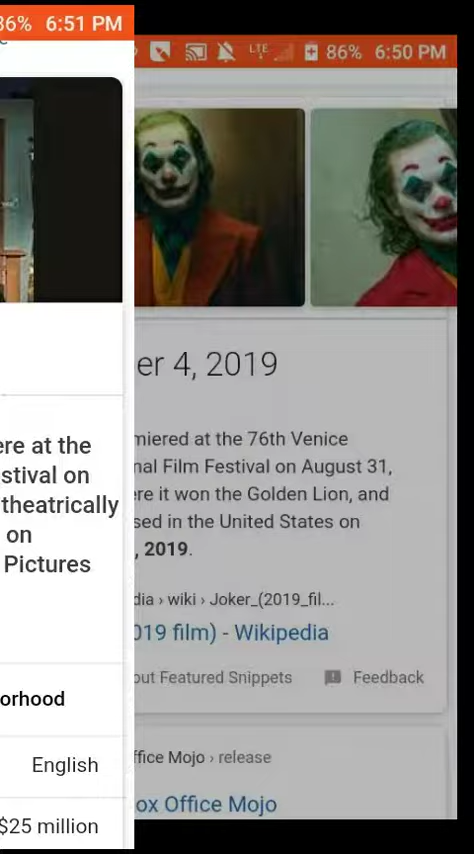 36% 6:51 PM
ere at the
stival on
theatrically
on
Pictures
orhood
English
$25 million
LTE 86% 6:50 PM
er 4, 2019
miered at the 76th Venice
nal Film Festival on August 31,
ere it won the Golden Lion, and
sed in the United States on
, 2019.
dia › wiki › Joker_(2019_fil...
019 film) - Wikipedia
out Featured Snippets
Feedback
ffice Mojo › release
ox Office Mojo